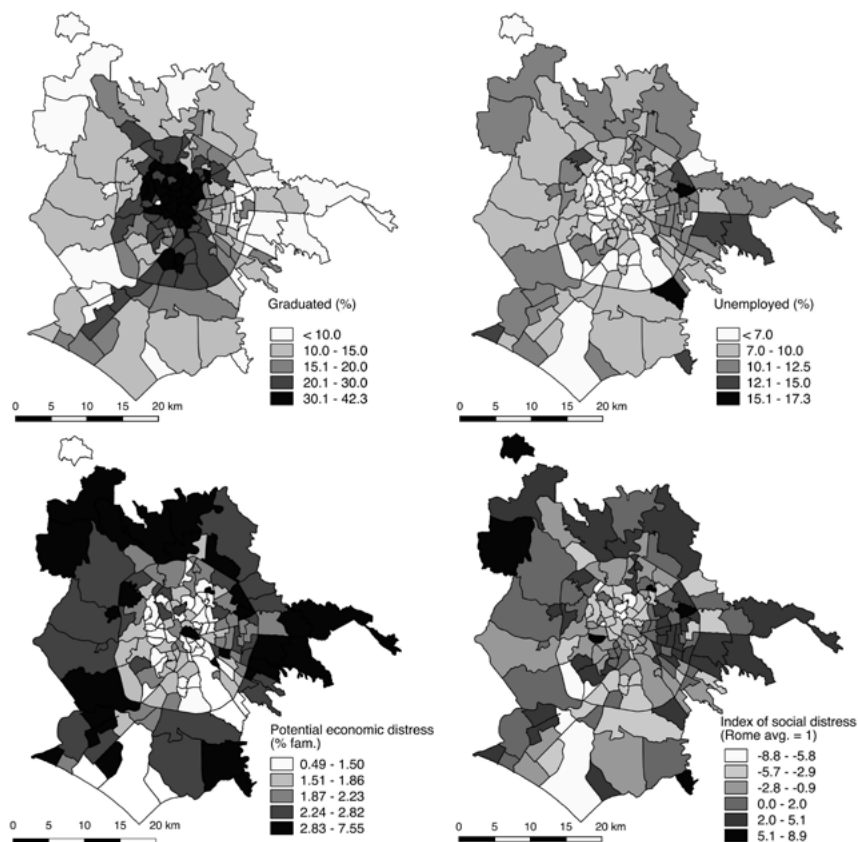 Graduated (%)
< 10.0
10.0 - 15.0
15.1 - 20.0
20.1 - 30.0
30.1 - 42.3
0 5 10 15 20 km
Unemployed (%)
< 7.0
7.0 - 10.0
10.1 - 12.5
12.1 - 15.0
15.1 - 17.3
0 5 10 15 20 km
Potential economic distress
(% fam.)
0.49 - 1.50
1.51 - 1.86
1.87 - 2.23
2.24 - 2.82
2.83 - 7.55
0 5 10 15 20 km
Index of social distress
(Rome avg. = 1)
-8.8 - -5.8
-5.7 - -2.9
-2.8 - -0.9
0.0 - 2.0
2.0 - 5.1
5.1 - 8.9
0 5 10 15 20 km